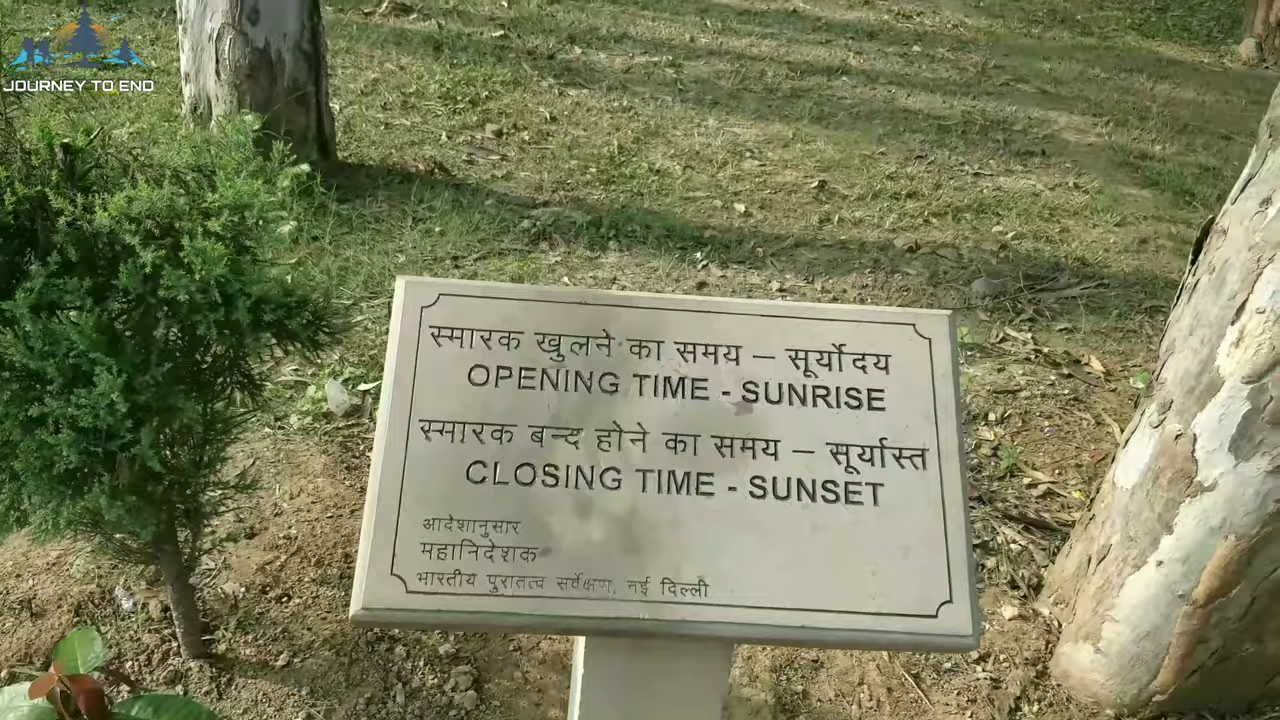 JOURNEY TO END
स्मारक खुलने का समय – सूर्योदय
OPENING TIME - SUNRISE
स्मारक बन्द होने का समय – सूर्यास्त
CLOSING TIME - SUNSET
आदेशानुसार
महानिदेशक
भारतीय पुरातत्व सर्वेक्षण, नई दिल्ली